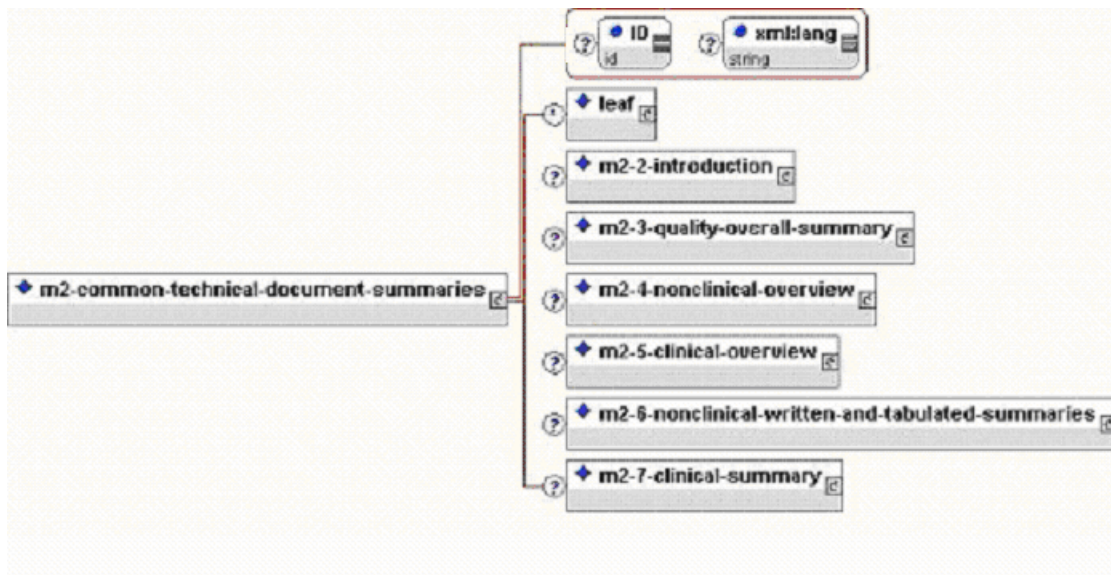 ID
id
xml:lang
string
leaf
m2-2-introduction
m2-3-quality-overall-summary
m2-common-technical-document-summaries
m2-4-nonclinical-overview
m2-5-clinical-overview
m2-6-nonclinical-written-and-tabulated-summaries
m2-7-clinical-summary